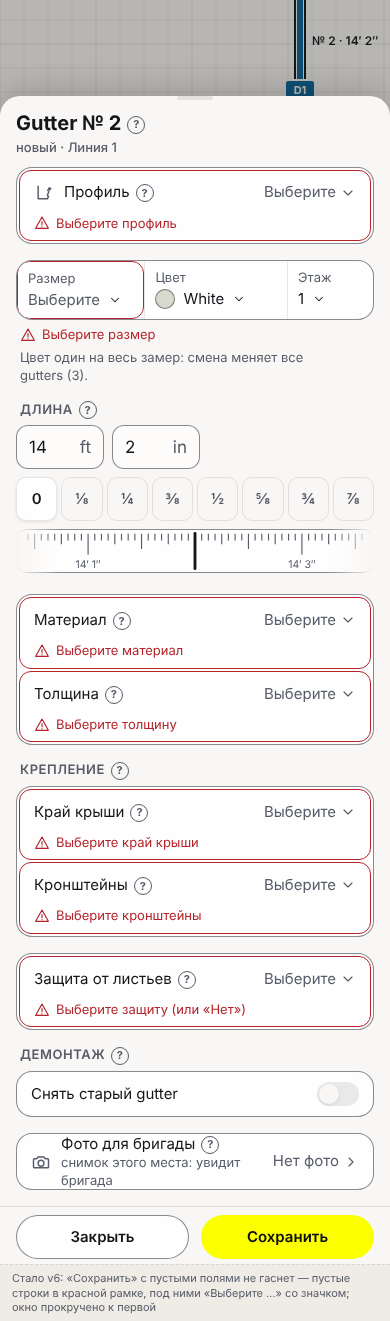 № 2 · 14′ 2″
D1
Gutter № 2 ?
новый · Линия 1
Профиль ? Выберите
Выберите профиль
Размер Цвет Этаж
Выберите White 1
Выберите размер
Цвет один на весь замер: смена меняет все
gutters (3).
ДЛИНА ?
14 ft 2 in
0 ⅛ ¼ ⅜ ½ ⅝ ¾ ⅞
14′ 1″ 14′ 3″
Материал ? Выберите
Выберите материал
Толщина ? Выберите
Выберите толщину
КРЕПЛЕНИЕ ?
Край крыши ? Выберите
Выберите край крыши
Кронштейны ? Выберите
Выберите кронштейны
Защита от листьев ? Выберите
Выберите защиту (или «Нет»)
ДЕМОНТАЖ ?
Снять старый gutter
Фото для бригады ?
снимок этого места: увидит
бригада
Нет фото
Закрыть Сохранить
Стало v6: «Сохранить» с пустыми полями не гаснет — пустые
строки в красной рамке, под ними «Выберите ...» со значком;
окно прокручено к первой